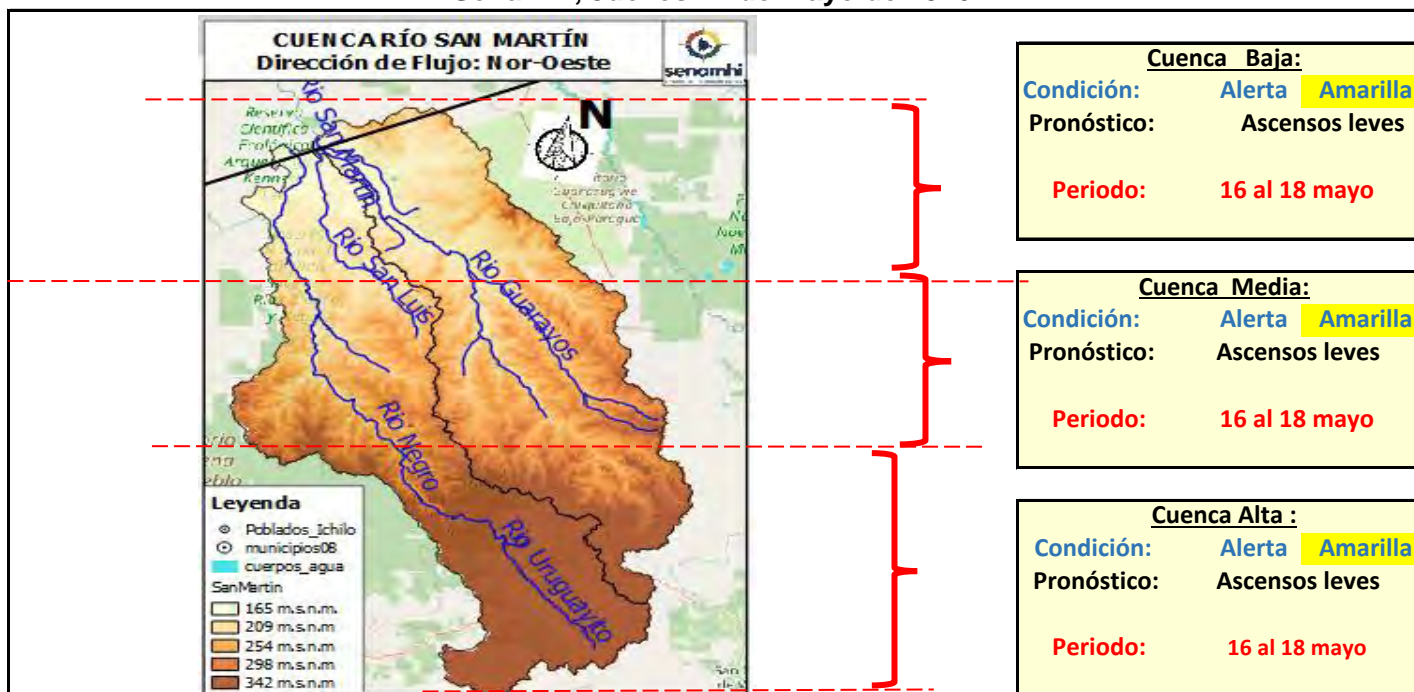 CUENCA RÍO SAN MARTÍN
Dirección de Flujo: Nor-Oeste
senamhi
N
Río San Martín
Río San Luis
Río Guarayos
Río Negro
Río Uruguayito
Leyenda
Poblados_Ichilo
municipios08
cuerpos_agua
SanMartin
165 m.s.n.m.
209 m.s.n.m
254 m.s.n.m
298 m.s.n.m
342 m.s.n.m
Cuenca Baja:
Condición: Alerta Amarilla
Pronóstico: Ascensos leves
Periodo: 16 al 18 mayo
Cuenca Media:
Condición: Alerta Amarilla
Pronóstico: Ascensos leves
Periodo: 16 al 18 mayo
Cuenca Alta :
Condición: Alerta Amarilla
Pronóstico: Ascensos leves
Periodo: 16 al 18 mayo